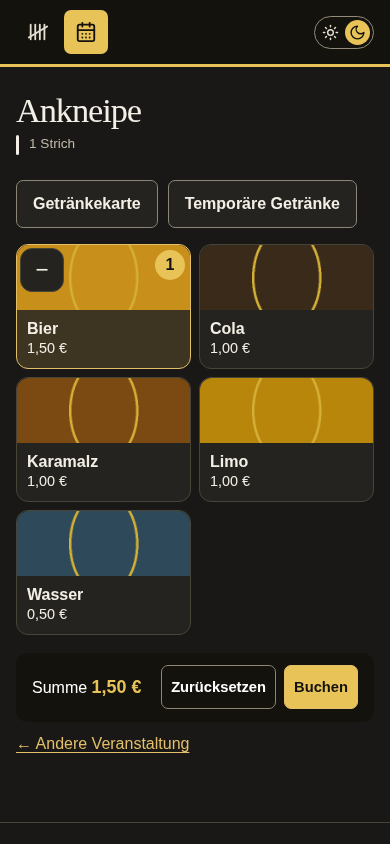 Ankneipe
1 Strich
Getränkekarte
Temporäre Getränke
1
Bier
1,50 €
Cola
1,00 €
Karamalz
1,00 €
Limo
1,00 €
Wasser
0,50 €
Summe 1,50 €
Zurücksetzen
Buchen
← Andere Veranstaltung